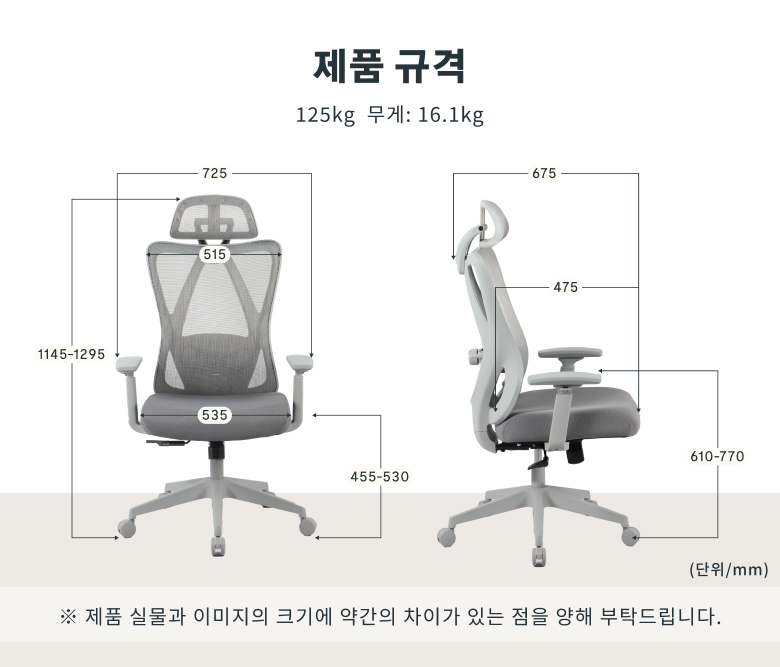 제품 규격
125kg 무게: 16.1kg
725
675
515
475
1145-1295
535
610-770
455-530
(단위/mm)
※ 제품 실물과 이미지의 크기에 약간의 차이가 있는 점을 양해 부탁드립니다.